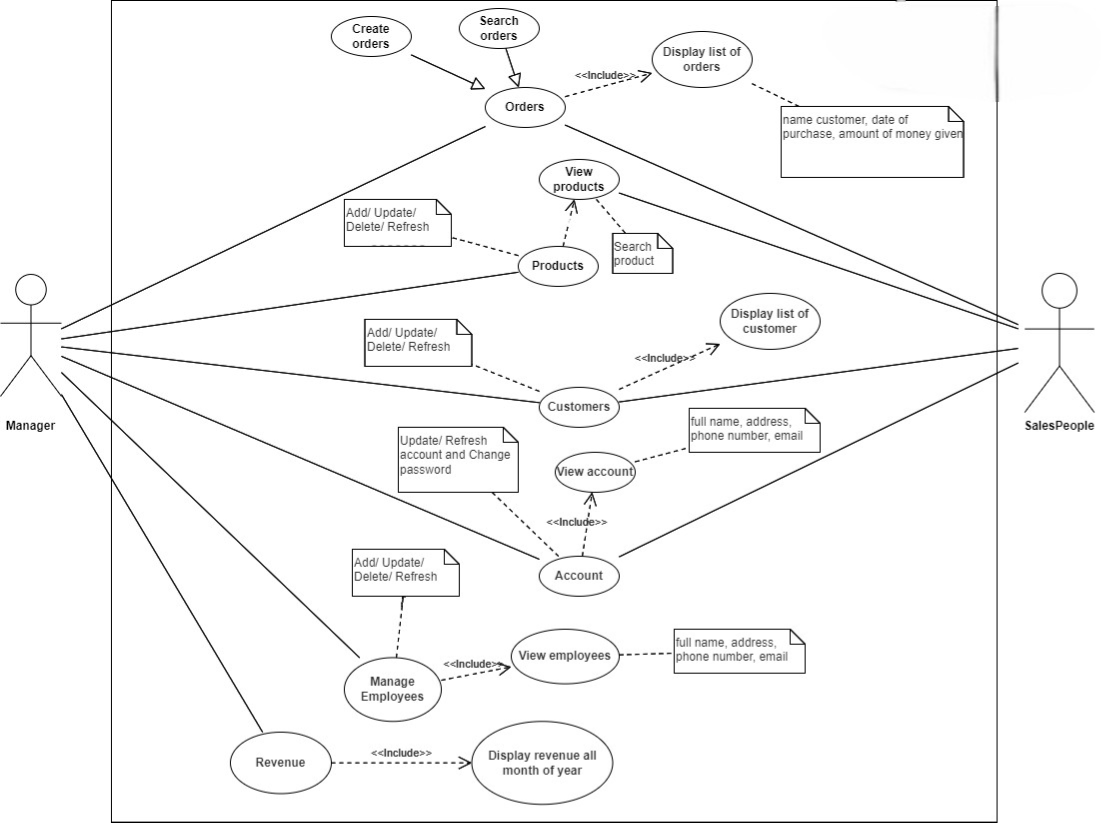 Create
orders
Search
orders
Display list of
orders
<<Include>>
Orders
name customer, date of
purchase, amount of money given
View
products
Add/ Update/
Delete/ Refresh
Search
product
Products
Display list of
customer
Add/ Update/
Delete/ Refresh
<<Include>>
Customers
Manager
SalesPeople
full name, address,
phone number, email
Update/ Refresh
account and Change
password
View account
<<Include>>
Account
Add/ Update/
Delete/ Refresh
full name, address,
phone number, email
View employees
<<Include>>
Manage
Employees
<<Include>>
Revenue
Display revenue all
month of year